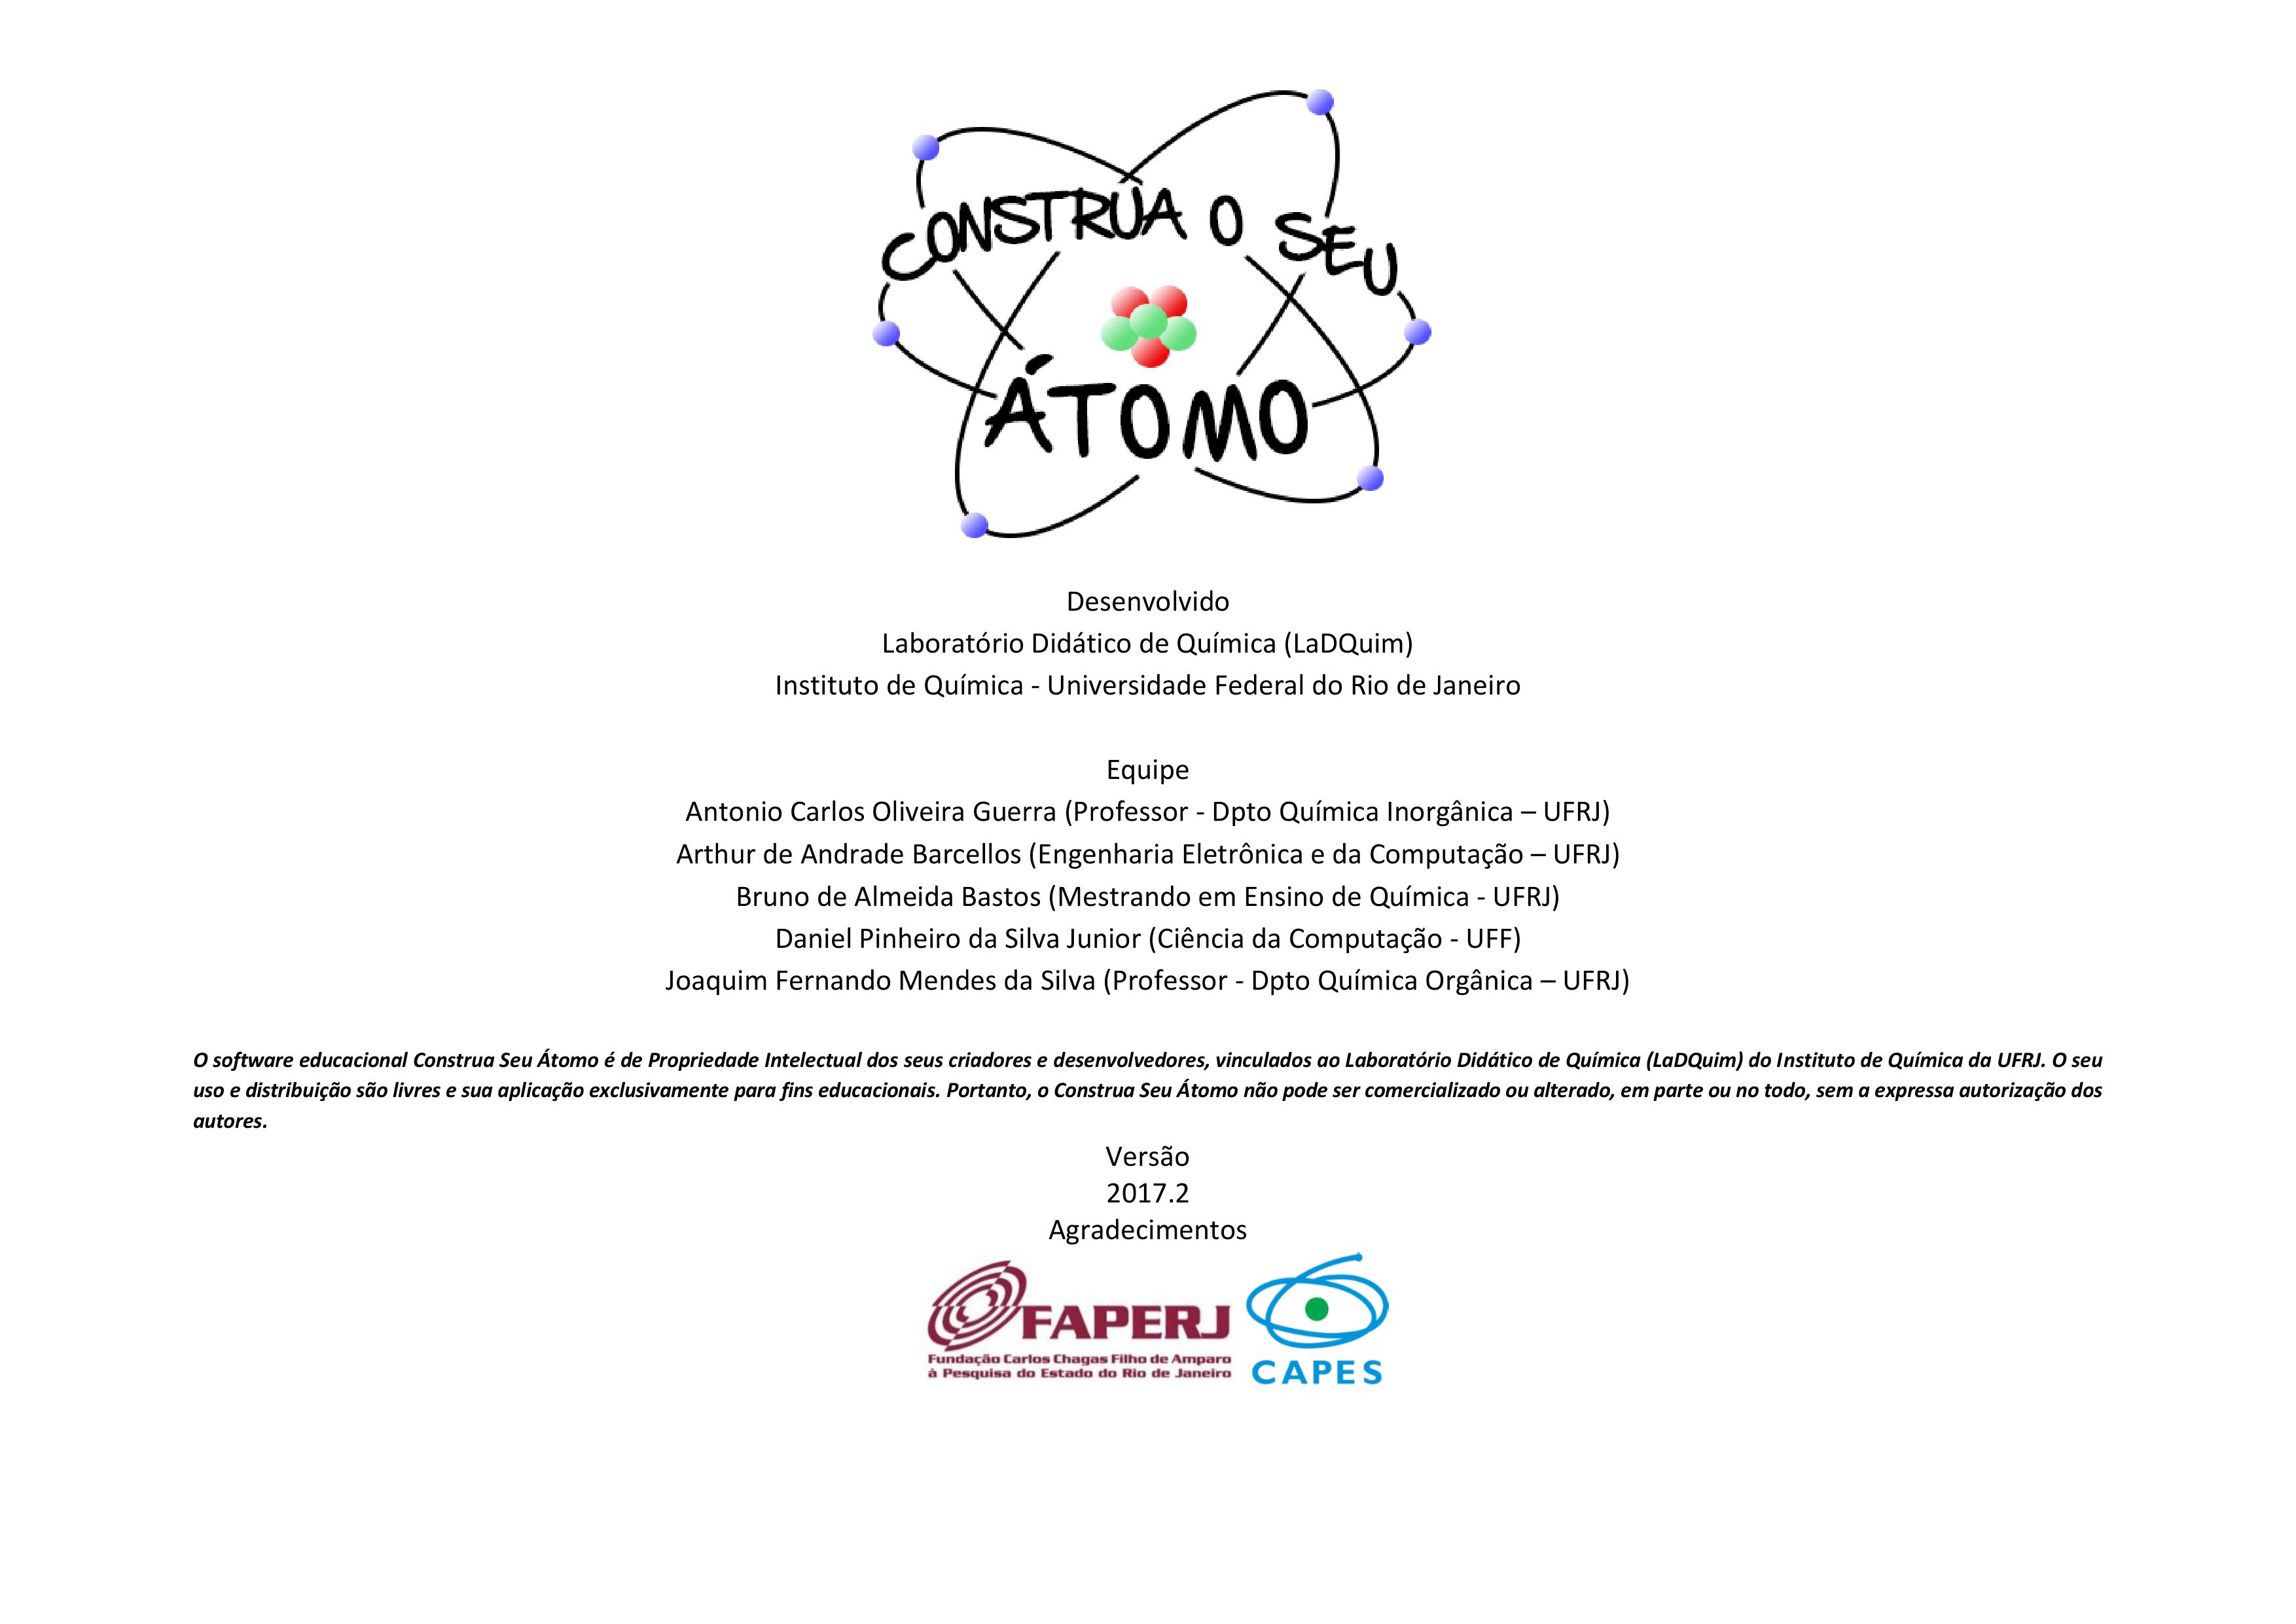 CONSTRUA O SEU
ÁTOMO
Desenvolvido
Laboratório Didático de Química (LaDQuim)
Instituto de Química - Universidade Federal do Rio de Janeiro
Equipe
Antonio Carlos Oliveira Guerra (Professor - Dpto Química Inorgânica – UFRJ)
Arthur de Andrade Barcellos (Engenharia Eletrônica e da Computação – UFRJ)
Bruno de Almeida Bastos (Mestrando em Ensino de Química - UFRJ)
Daniel Pinheiro da Silva Junior (Ciência da Computação - UFF)
Joaquim Fernando Mendes da Silva (Professor - Dpto Química Orgânica – UFRJ)
O software educacional Construa Seu Átomo é de Propriedade Intelectual dos seus criadores e desenvolvedores, vinculados ao Laboratório Didático de Química (LaDQuim) do Instituto de Química da UFRJ. O seu
uso e distribuição são livres e sua aplicação exclusivamente para fins educacionais. Portanto, o Construa Seu Átomo não pode ser comercializado ou alterado, em parte ou no todo, sem a expressa autorização dos
autores.
Versão
2017.2
Agradecimentos
FAPERJ
Fundação Carlos Chagas Filho de Amparo
à Pesquisa do Estado do Rio de Janeiro
CAPES